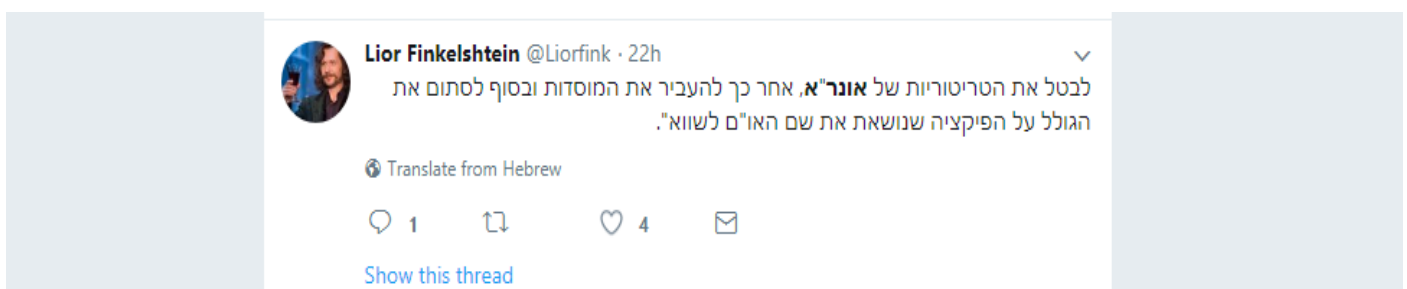 Lior Finkelshtein @Liorfink · 22h
לבטל את הטריטוריות של אונר"א, אחר כך להעביר את המוסדות ובסוף לסתום את
הגולל על הפיקציה שנושאת את שם האו"ם לשווא".
Translate from Hebrew
1 4
Show this thread